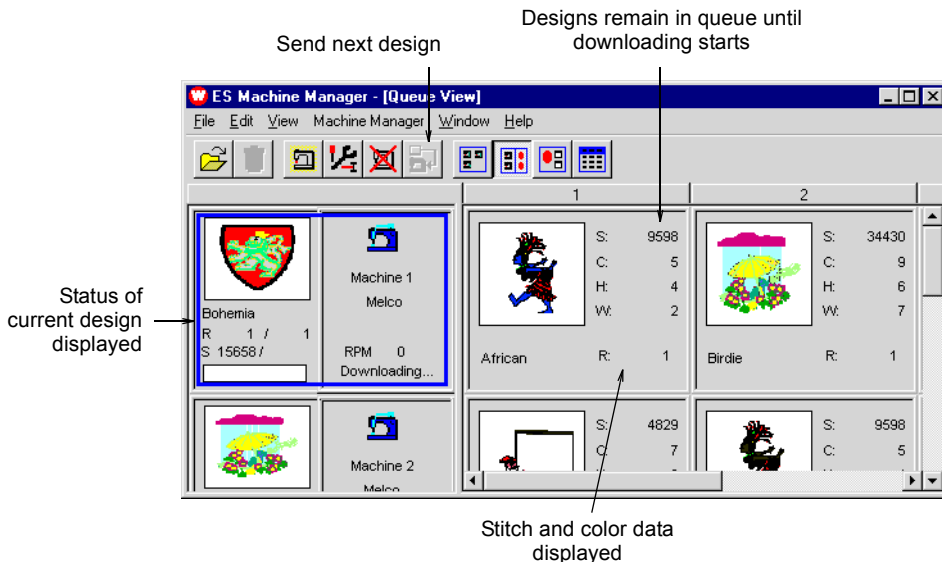 Designs remain in queue until
downloading starts
Send next design
ES Machine Manager - [Queue View]
File Edit View Machine Manager Window Help
1 2
Bohemia
R 1 / 1
S 15658 /
Machine 1
Melco
RPM 0
Downloading...
S: 9598
C: 5
H: 4
W: 2
African R: 1
S: 34430
C: 9
H: 6
W: 7
Birdie R: 1
Status of
current design
displayed
Machine 2
Melco
S: 4829
C: 7
S: 9598
C: 5
Stitch and color data
displayed